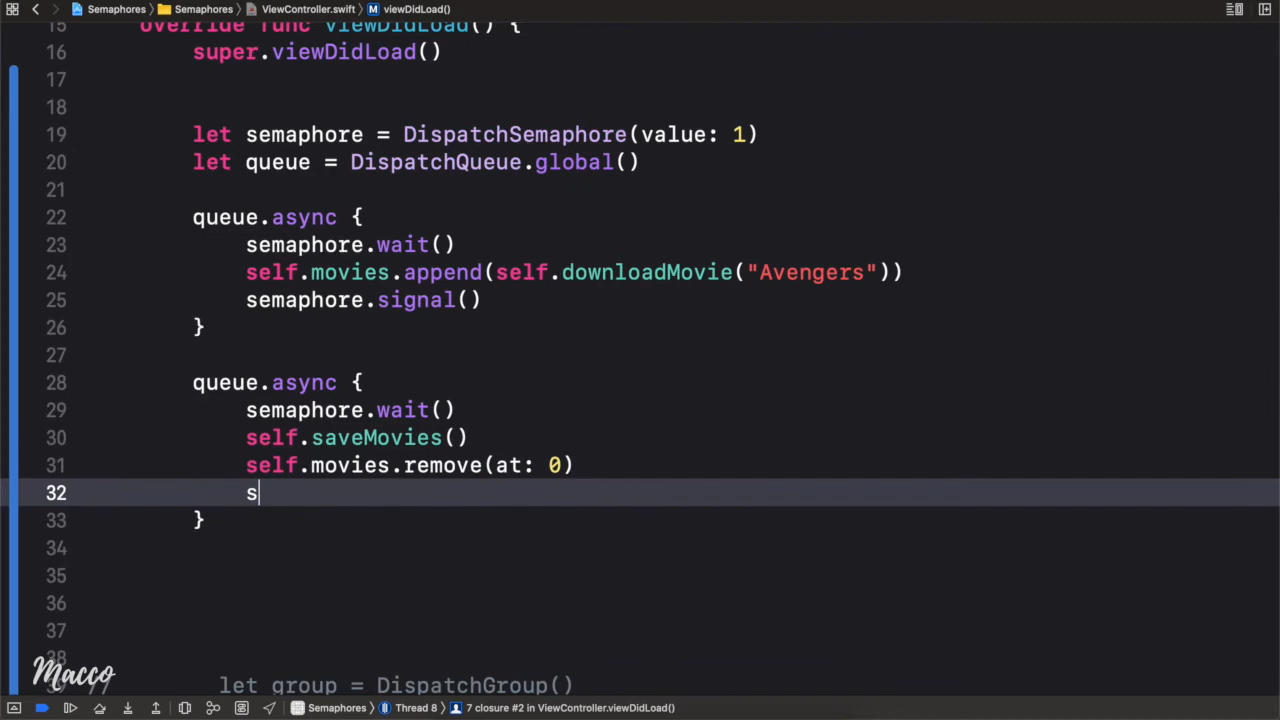 Semaphores Semaphores ViewController.swift M viewDidLoad()
15 override func viewDidLoad() {
16 super.viewDidLoad()
17
18
19 let semaphore = DispatchSemaphore(value: 1)
20 let queue = DispatchQueue.global()
21
22 queue.async {
23 semaphore.wait()
24 self.movies.append(self.downloadMovie("Avengers"))
25 semaphore.signal()
26 }
27
28 queue.async {
29 semaphore.wait()
30 self.saveMovies()
31 self.movies.remove(at: 0)
32 s
33 }
34
35
36
37
38
Macco
39 // let group = DispatchGroup()
Semaphores Thread 8 7 closure #2 in ViewController.viewDidLoad()